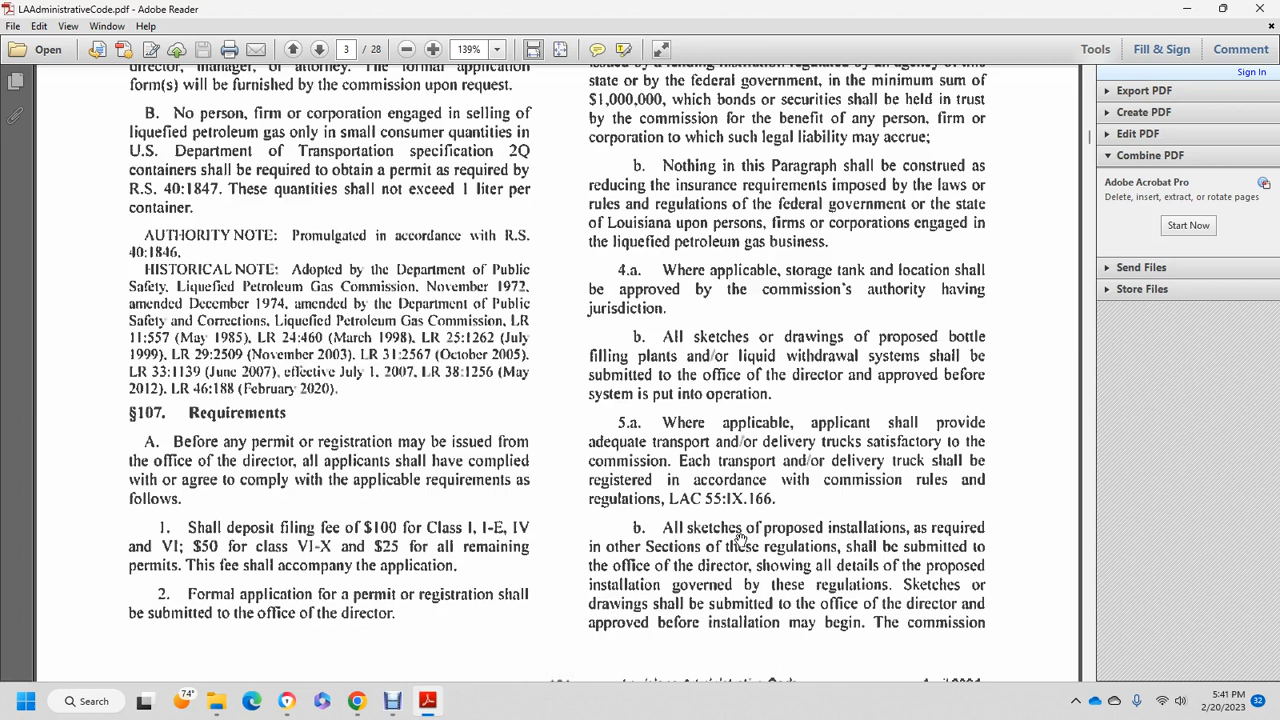 LAAdministrativeCode.pdf - Adobe Reader
File Edit View Window Help
Open 3 / 28 139% Tools Fill & Sign Comment
Sign In
Export PDF
Create PDF
Edit PDF
Combine PDF
Adobe Acrobat Pro
Delete, insert, extract, or rotate pages
Start Now
Send Files
Store Files
director, manager, or attorney. The formal application
form(s) will be furnished by the commission upon request.
B. No person, firm or corporation engaged in selling of
liquefied petroleum gas only in small consumer quantities in
U.S. Department of Transportation specification 2Q
containers shall be required to obtain a permit as required by
R.S. 40:1847. These quantities shall not exceed 1 liter per
container.
AUTHORITY NOTE: Promulgated in accordance with R.S.
40:1846.
HISTORICAL NOTE: Adopted by the Department of Public
Safety, Liquefied Petroleum Gas Commission, November 1972,
amended December 1974, amended by the Department of Public
Safety and Corrections, Liquefied Petroleum Gas Commission, LR
11:557 (May 1985), LR 24:460 (March 1998), LR 25:1262 (July
1999), LR 29:2509 (November 2003), LR 31:2567 (October 2005),
LR 33:1139 (June 2007), effective July 1, 2007, LR 38:1256 (May
2012), LR 46:188 (February 2020).
§107. Requirements
A. Before any permit or registration may be issued from
the office of the director, all applicants shall have complied
with or agree to comply with the applicable requirements as
follows.
1. Shall deposit filing fee of $100 for Class I, I-E, IV
and VI; $50 for class VI-X and $25 for all remaining
permits. This fee shall accompany the application.
2. Formal application for a permit or registration shall
be submitted to the office of the director.
state or by the federal government, in the minimum sum of
$1,000,000, which bonds or securities shall be held in trust
by the commission for the benefit of any person, firm or
corporation to which such legal liability may accrue;
b. Nothing in this Paragraph shall be construed as
reducing the insurance requirements imposed by the laws or
rules and regulations of the federal government or the state
of Louisiana upon persons, firms or corporations engaged in
the liquefied petroleum gas business.
4.a. Where applicable, storage tank and location shall
be approved by the commission's authority having
jurisdiction.
b. All sketches or drawings of proposed bottle
filling plants and/or liquid withdrawal systems shall be
submitted to the office of the director and approved before
system is put into operation.
5.a. Where applicable, applicant shall provide
adequate transport and/or delivery trucks satisfactory to the
commission. Each transport and/or delivery truck shall be
registered in accordance with commission rules and
regulations, LAC 55:IX.166.
b. All sketches of proposed installations, as required
in other Sections of these regulations, shall be submitted to
the office of the director, showing all details of the proposed
installation governed by these regulations. Sketches or
drawings shall be submitted to the office of the director and
approved before installation may begin. The commission
Search
74°
5:41 PM
2/20/2023
32